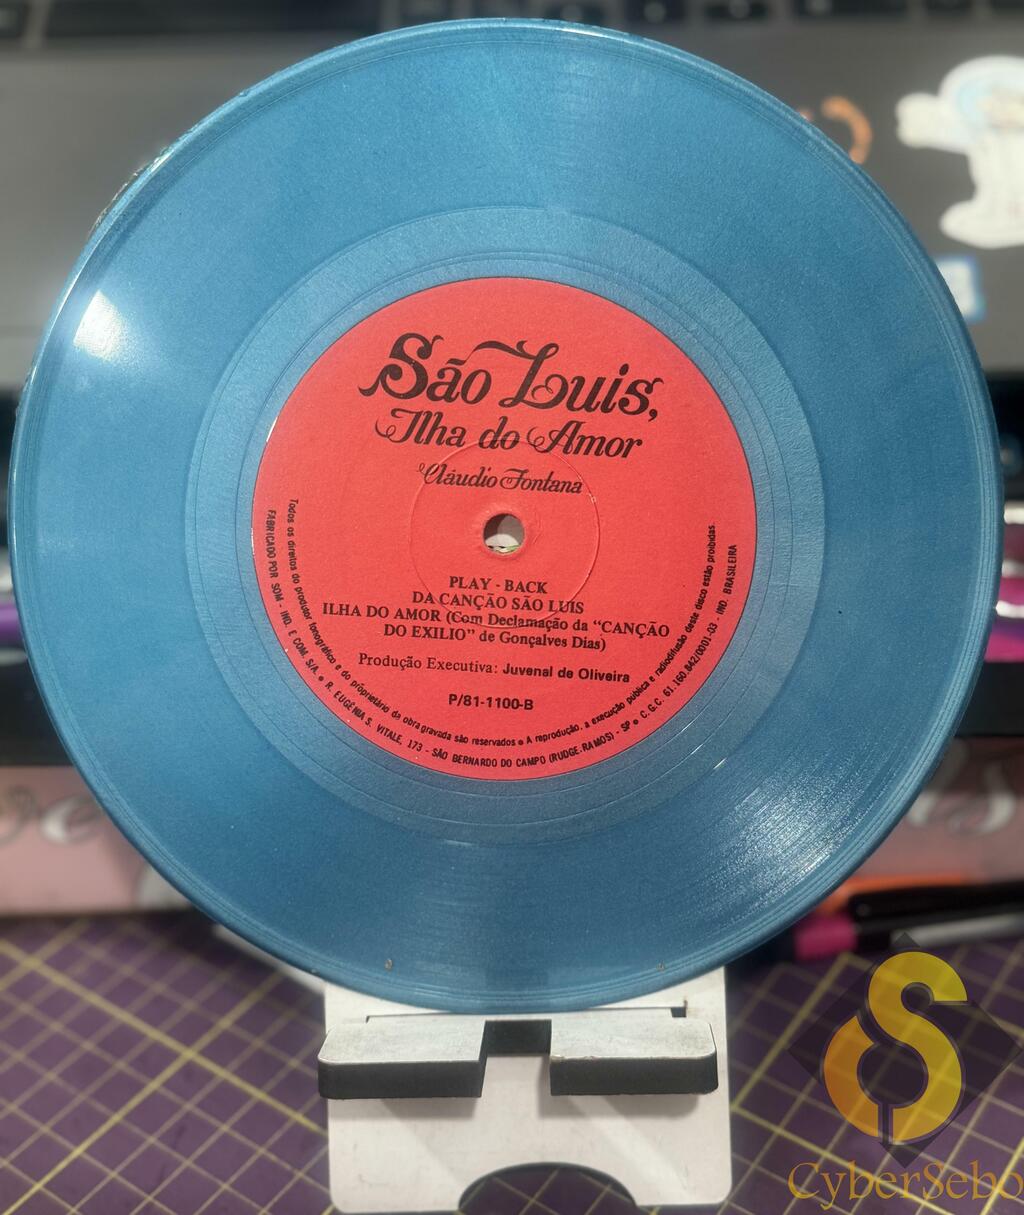 São Luis,
Ilha do Amor
Cláudio Fontana
PLAY - BACK
DA CANÇÃO SÃO LUIS
ILHA DO AMOR (Com Declamação da “CANÇÃO
DO EXILIO” de Gonçalves Dias)
Produção Executiva: Juvenal de Oliveira
P/81-1100-B
Todos os direitos do produtor fonográfico e do proprietário da obra gravada são reservados • A reprodução, a execução pública e radiodifusão deste disco estão proibidas
FABRICADO POR SOM - IND. E COM. S/A. • R. EUGÊNIA S. VITALE, 173 - SÃO BERNARDO DO CAMPO (RUDGE RAMOS) - SP • C.G.C. 61.160.842/0001-03 - IND. BRASILEIRA
CyberSebo